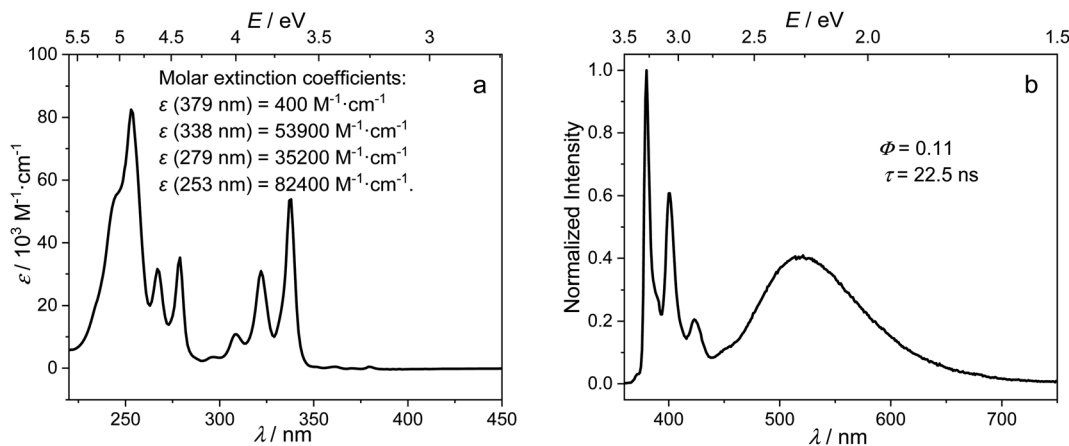 E / eV
5.5 5 4.5 4 3.5 3
100
80
60
40
20
0
ε / 10³ M⁻¹·cm⁻¹
Molar extinction coefficients:
ε (379 nm) = 400 M⁻¹·cm⁻¹
ε (338 nm) = 53900 M⁻¹·cm⁻¹
ε (279 nm) = 35200 M⁻¹·cm⁻¹
ε (253 nm) = 82400 M⁻¹·cm⁻¹.
a
250 300 350 400 450
λ / nm
E / eV
3.5 3.0 2.5 2.0 1.5
1.0
0.8
0.6
0.4
0.2
0.0
Normalized Intensity
b
Φ = 0.11
τ = 22.5 ns
400 500 600 700
λ / nm